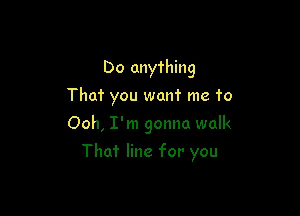 Do anything
That you want me to
Ooh, I'm gonna walk
That line for you